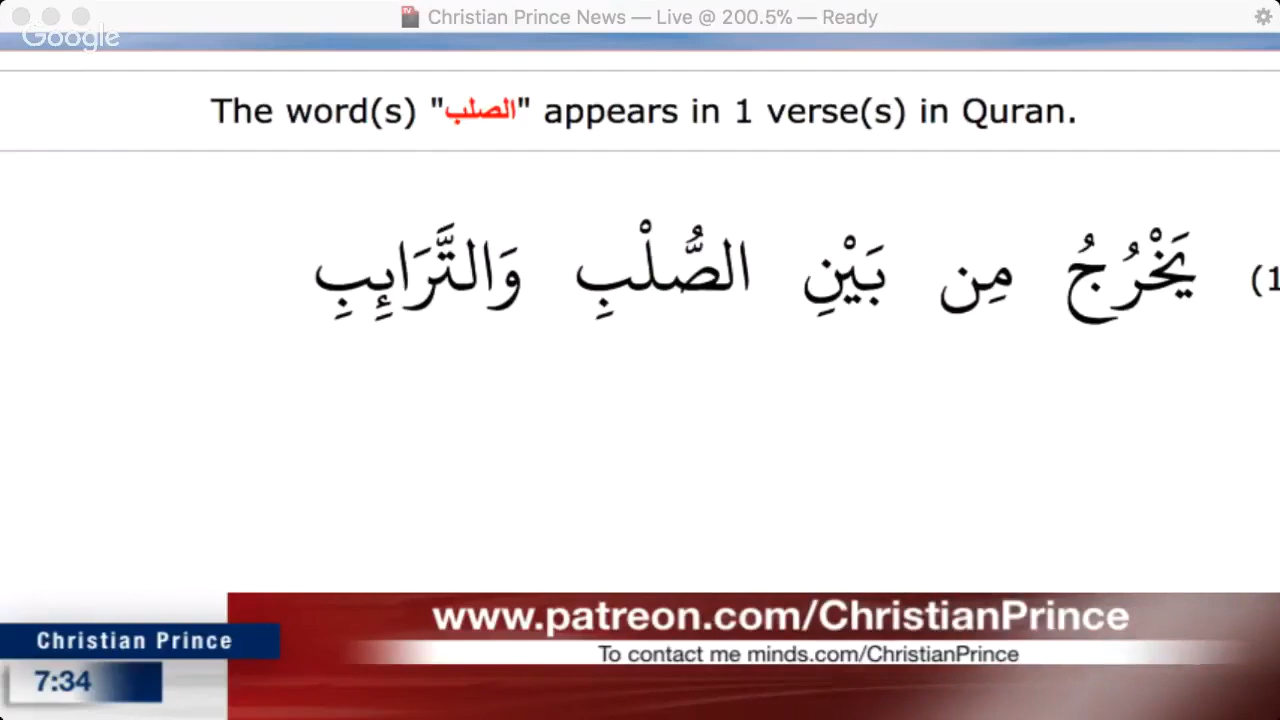 Christian Prince News — Live @ 200.5% — Ready
Google
The word(s) "الصلب" appears in 1 verse(s) in Quran.
(1 يَخْرُجُ مِن بَيْنِ الصُّلْبِ وَالتَّرَائِبِ
www.patreon.com/ChristianPrince
Christian Prince
To contact me minds.com/ChristianPrince
7:34